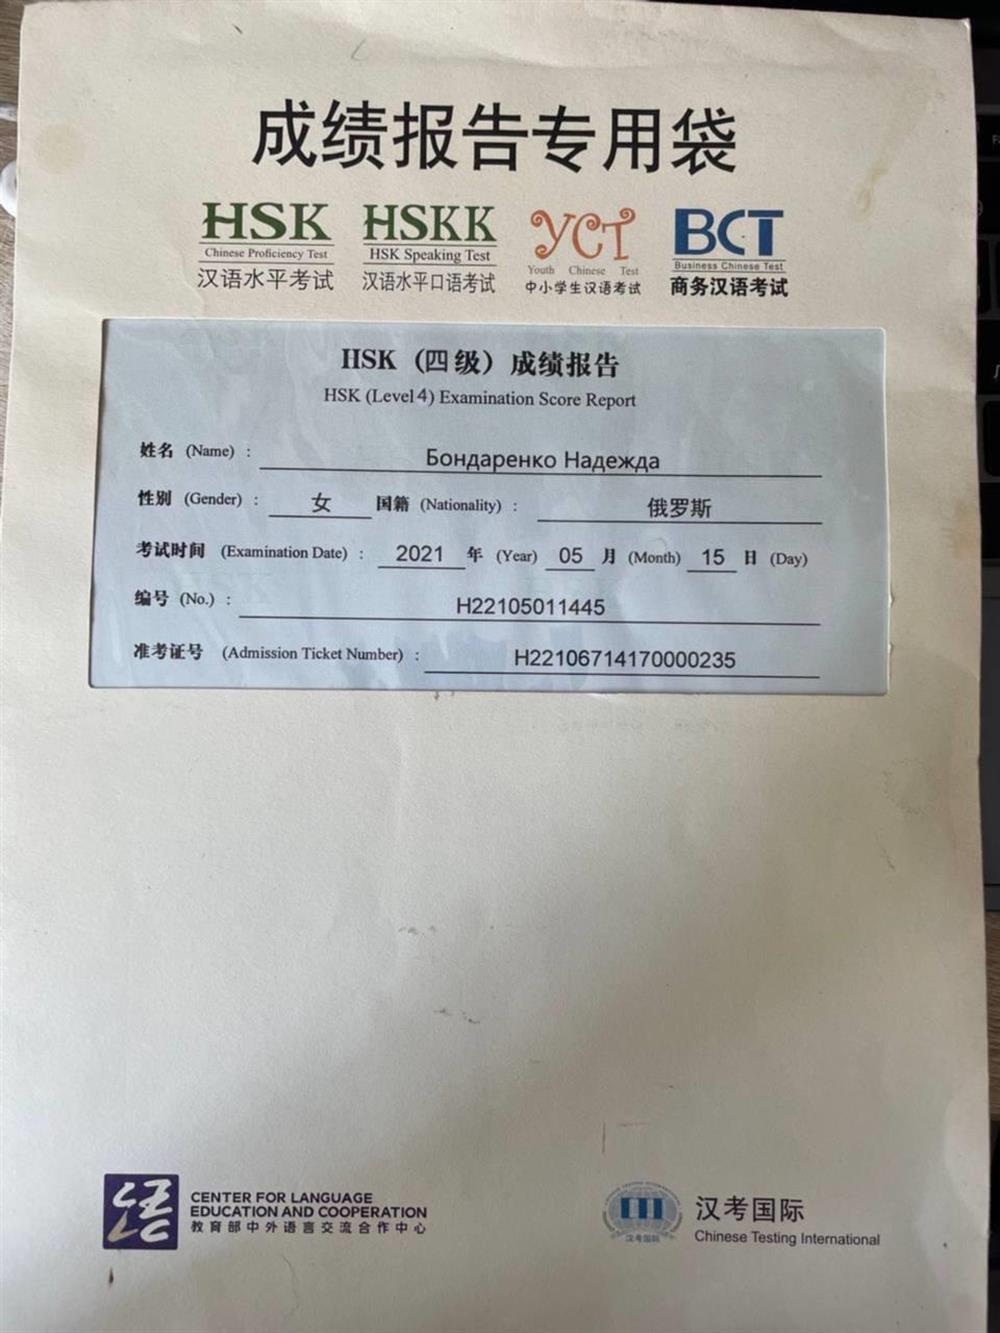 成绩报告专用袋
HSK HSKK YCT BCT
Chinese Proficiency Test HSK Speaking Test Youth Chinese Test Business Chinese Test
汉语水平考试 汉语水平口语考试 中小学生汉语考试 商务汉语考试
HSK（四级）成绩报告
HSK (Level 4) Examination Score Report
姓名 (Name) : Бондаренко Надежда
性别 (Gender) : 女 国籍 (Nationality) : 俄罗斯
考试时间 (Examination Date) : 2021 年 (Year) 05 月 (Month) 15 日 (Day)
编号 (No.) : H22105011445
准考证号 (Admission Ticket Number) : H22106714170000235
CENTER FOR LANGUAGE
EDUCATION AND COOPERATION
教育部中外语言交流合作中心
汉考国际
Chinese Testing International